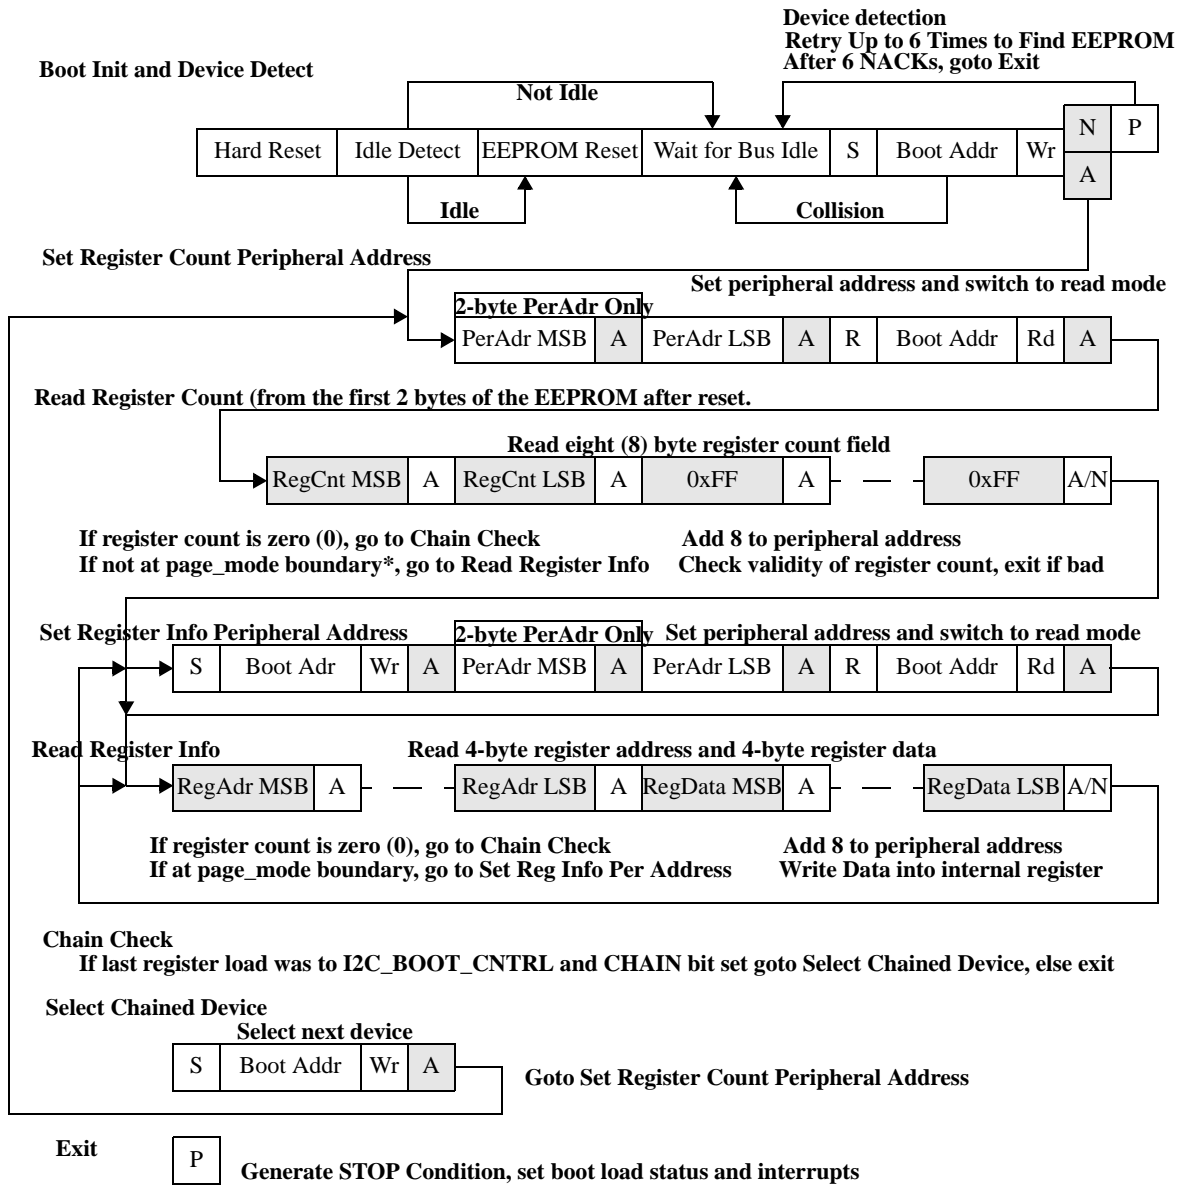 Device detection
Retry Up to 6 Times to Find EEPROM
After 6 NACKs, goto Exit
Boot Init and Device Detect
Not Idle
N P
Hard Reset Idle Detect EEPROM Reset Wait for Bus Idle S Boot Addr Wr
A
Idle Collision
Set Register Count Peripheral Address
Set peripheral address and switch to read mode
2-byte PerAdr Only
PerAdr MSB A PerAdr LSB A R Boot Addr Rd A
Read Register Count (from the first 2 bytes of the EEPROM after reset.
Read eight (8) byte register count field
RegCnt MSB A RegCnt LSB A 0xFF A 0xFF A/N
If register count is zero (0), go to Chain Check Add 8 to peripheral address
If not at page_mode boundary*, go to Read Register Info Check validity of register count, exit if bad
Set Register Info Peripheral Address 2-byte PerAdr Only Set peripheral address and switch to read mode
S Boot Adr Wr A PerAdr MSB A PerAdr LSB A R Boot Addr Rd A
Read Register Info Read 4-byte register address and 4-byte register data
RegAdr MSB A RegAdr LSB A RegData MSB A RegData LSB A/N
If register count is zero (0), go to Chain Check Add 8 to peripheral address
If at page_mode boundary, go to Set Reg Info Per Address Write Data into internal register
Chain Check
If last register load was to I2C_BOOT_CNTRL and CHAIN bit set goto Select Chained Device, else exit
Select Chained Device
Select next device
S Boot Addr Wr A
Goto Set Register Count Peripheral Address
Exit P
Generate STOP Condition, set boot load status and interrupts